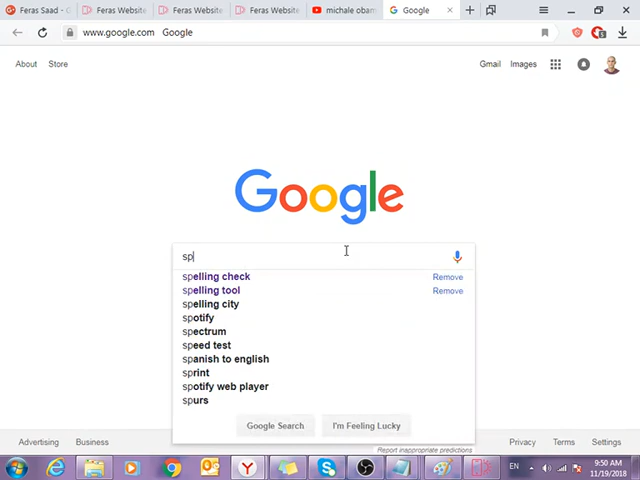 Feras Saad - G
Feras Website
Feras Website
Feras Website
michale obam
Google
www.google.com Google
About Store
Gmail Images
Google
sp
spelling check Remove
spelling tool Remove
spelling city
spotify
spectrum
speed test
spanish to english
sprint
spotify web player
spurs
Google Search I'm Feeling Lucky
Report inappropriate predictions
Advertising Business Privacy Terms Settings
EN
9:50 AM
11/19/2018